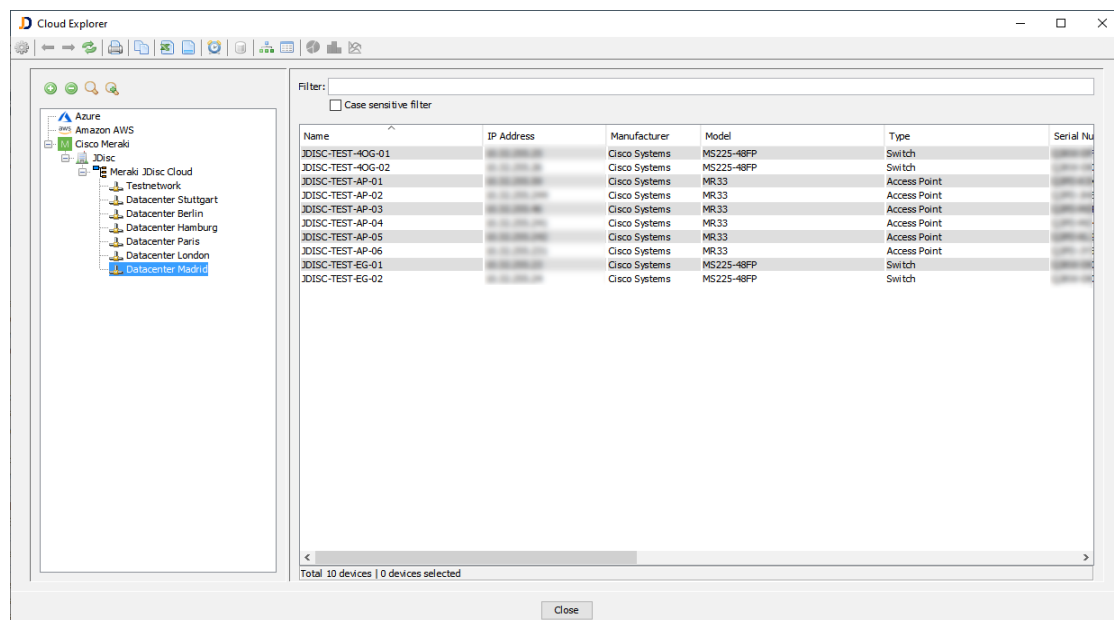 Cloud Explorer
Filter:
Case sensitive filter
Azure
aws Amazon AWS
M Cisco Meraki
JDisc
Meraki JDisc Cloud
Testnetwork
Datacenter Stuttgart
Datacenter Berlin
Datacenter Hamburg
Datacenter Paris
Datacenter London
Datacenter Madrid
Name IP Address Manufacturer Model Type Serial Nu
JDISC-TEST-4OG-01 Cisco Systems MS225-48FP Switch
JDISC-TEST-4OG-02 Cisco Systems MS225-48FP Switch
JDISC-TEST-AP-01 Cisco Systems MR33 Access Point
JDISC-TEST-AP-02 Cisco Systems MR33 Access Point
JDISC-TEST-AP-03 Cisco Systems MR33 Access Point
JDISC-TEST-AP-04 Cisco Systems MR33 Access Point
JDISC-TEST-AP-05 Cisco Systems MR33 Access Point
JDISC-TEST-AP-06 Cisco Systems MR33 Access Point
JDISC-TEST-EG-01 Cisco Systems MS225-48FP Switch
JDISC-TEST-EG-02 Cisco Systems MS225-48FP Switch
Total 10 devices | 0 devices selected
Close